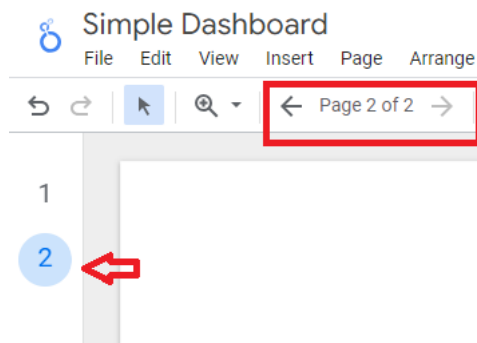 Simple Dashboard
File Edit View Insert Page Arrange
Page 2 of 2
1
2